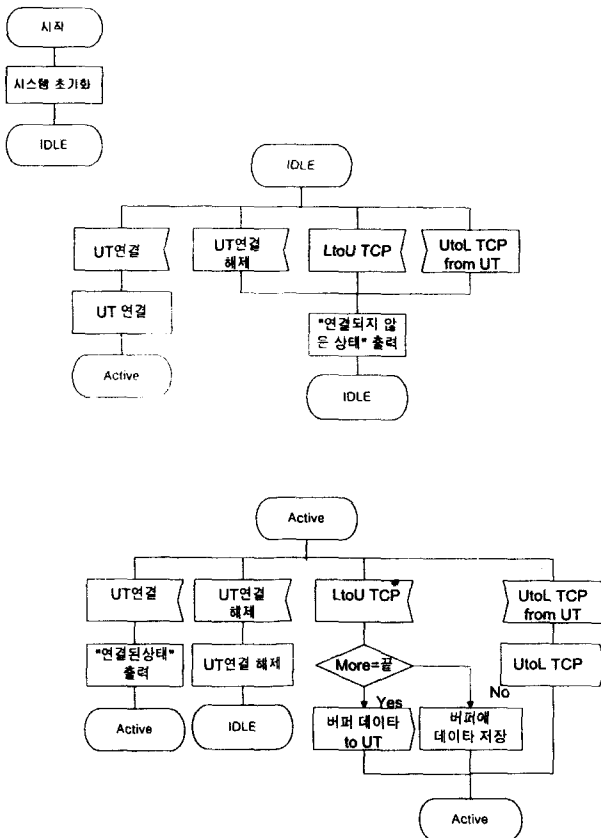 시작
시스템 초기화
IDLE
IDLE
UT연결
UT연결
해제
LtoU TCP
UtoL TCP
from UT
UT 연결
"연결되지 않
은 상태" 출력
Active
IDLE
Active
UT연결
UT연결
해제
LtoU TCP
UtoL TCP
from UT
"연결된상태"
출력
UT연결 해제
More=끝
UtoL TCP
Yes
No
Active
IDLE
버퍼 데이타
to UT
버퍼에
데이타 저장
Active